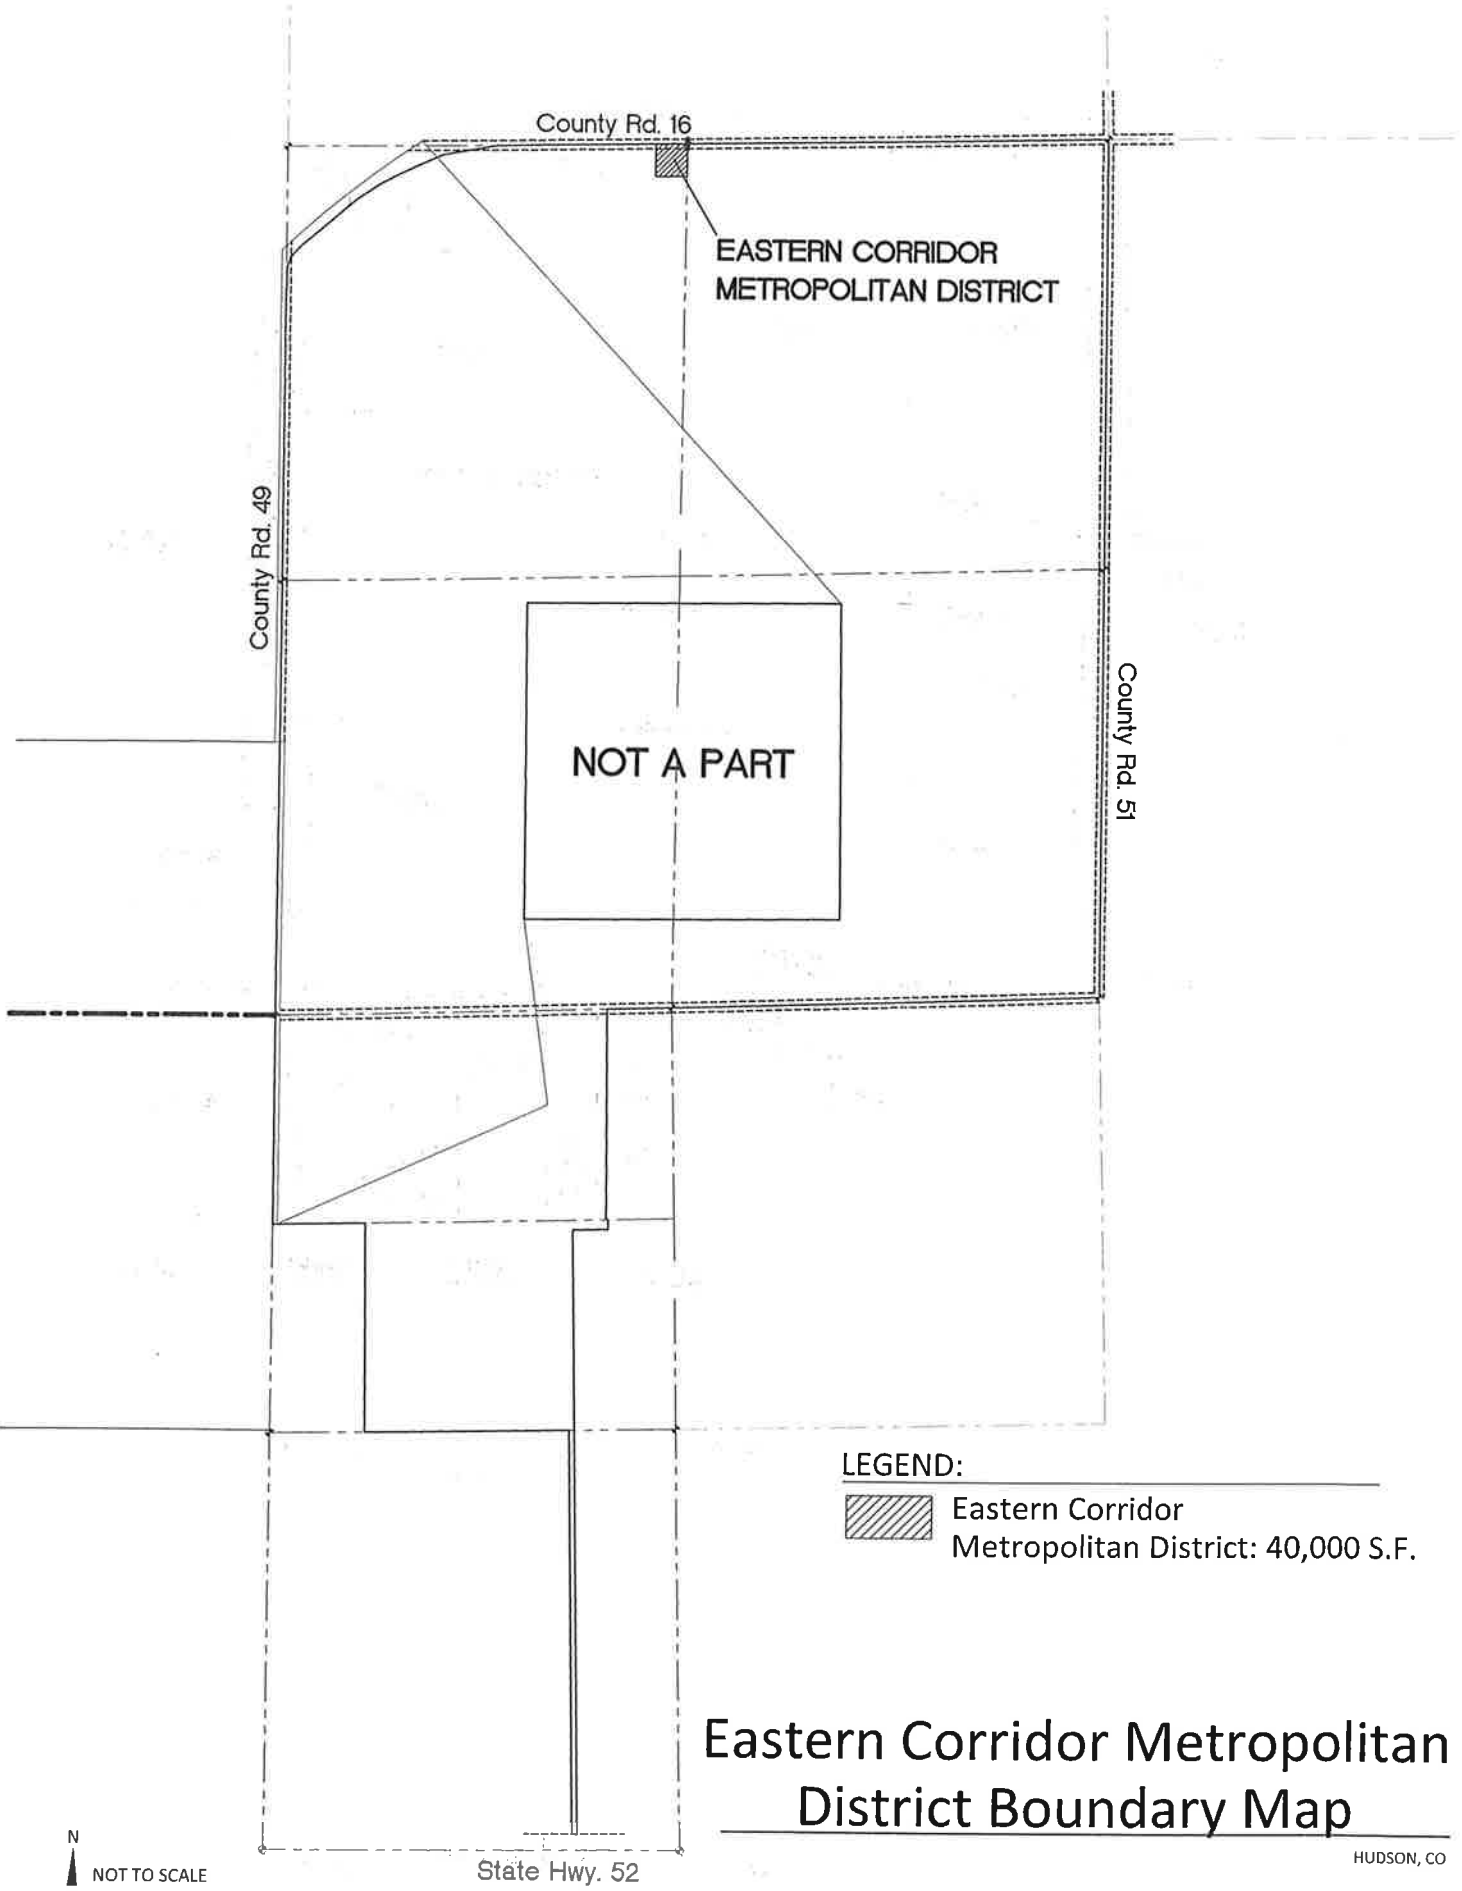 County Rd. 16
EASTERN CORRIDOR
METROPOLITAN DISTRICT
County Rd. 49
NOT A PART
County Rd. 51
LEGEND:
Eastern Corridor
Metropolitan District: 40,000 S.F.
Eastern Corridor Metropolitan
District Boundary Map
HUDSON, CO
State Hwy. 52
N
NOT TO SCALE